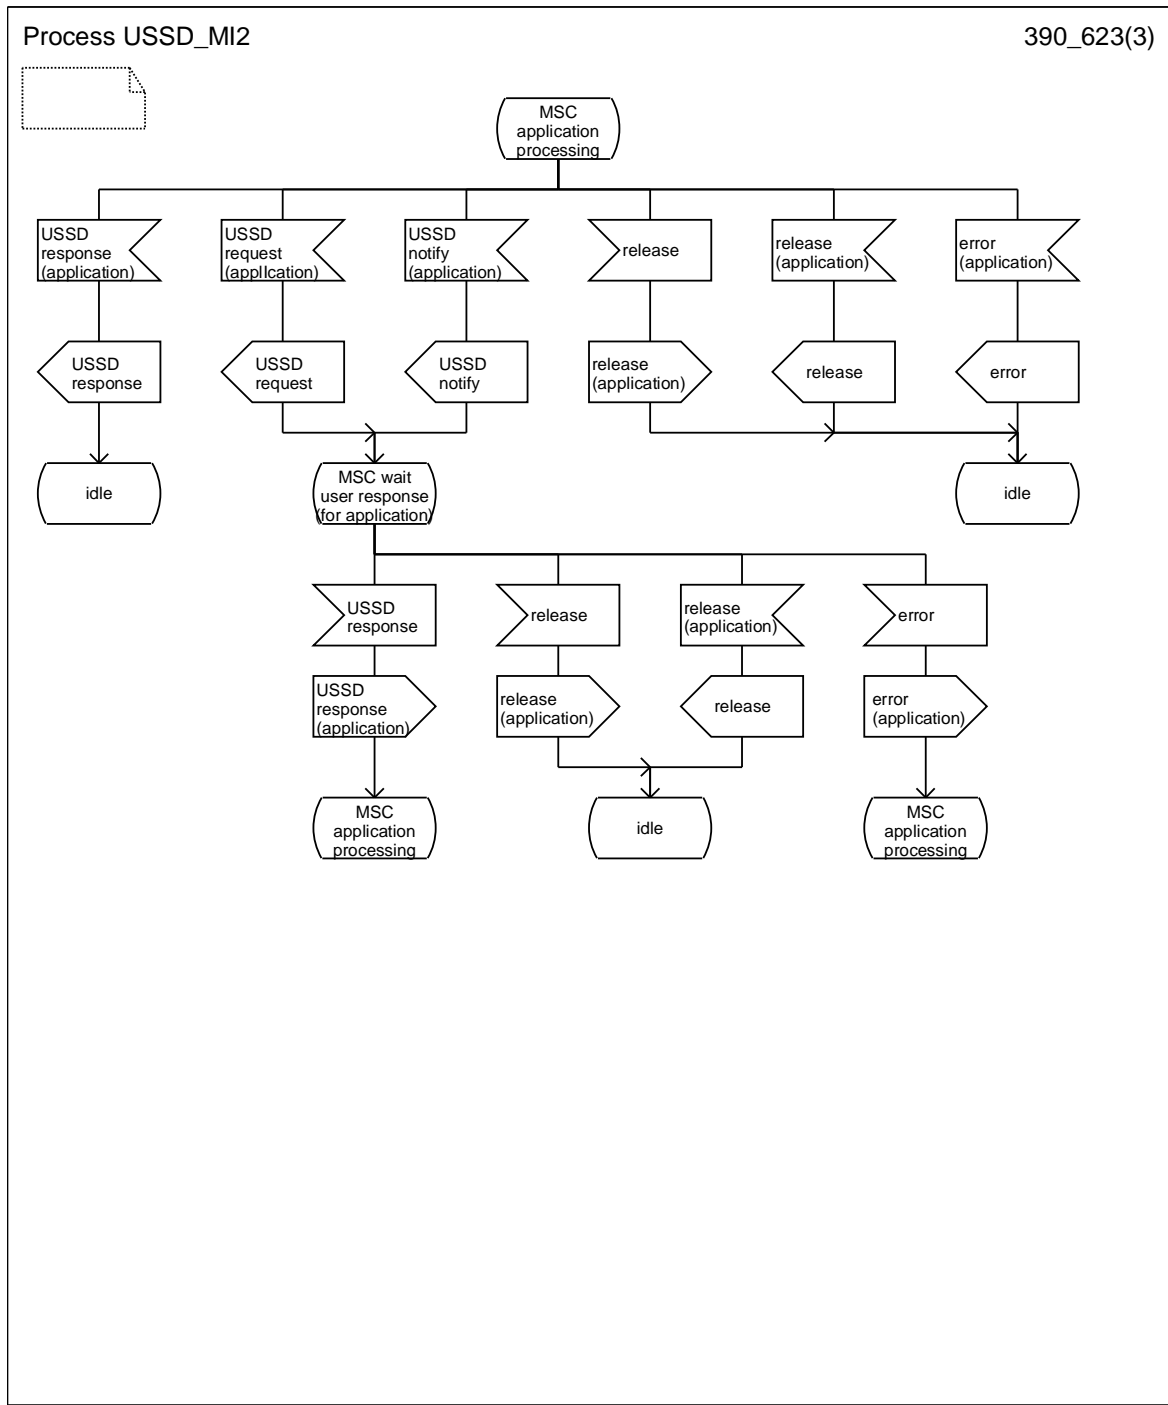 Process USSD_MI2
390_623(3)
MSC
application
processing
USSD
response
(application)
USSD
request
(appllcation)
USSD
notify
(application)
release
release
(application)
error
(application)
USSD
response
USSD
request
USSD
notify
release
(application)
release
error
idle
MSC wait
user response
(for application)
idle
USSD
response
release
release
(application)
error
USSD
response
(application)
release
(application)
release
error
(application)
MSC
application
processing
idle
MSC
application
processing